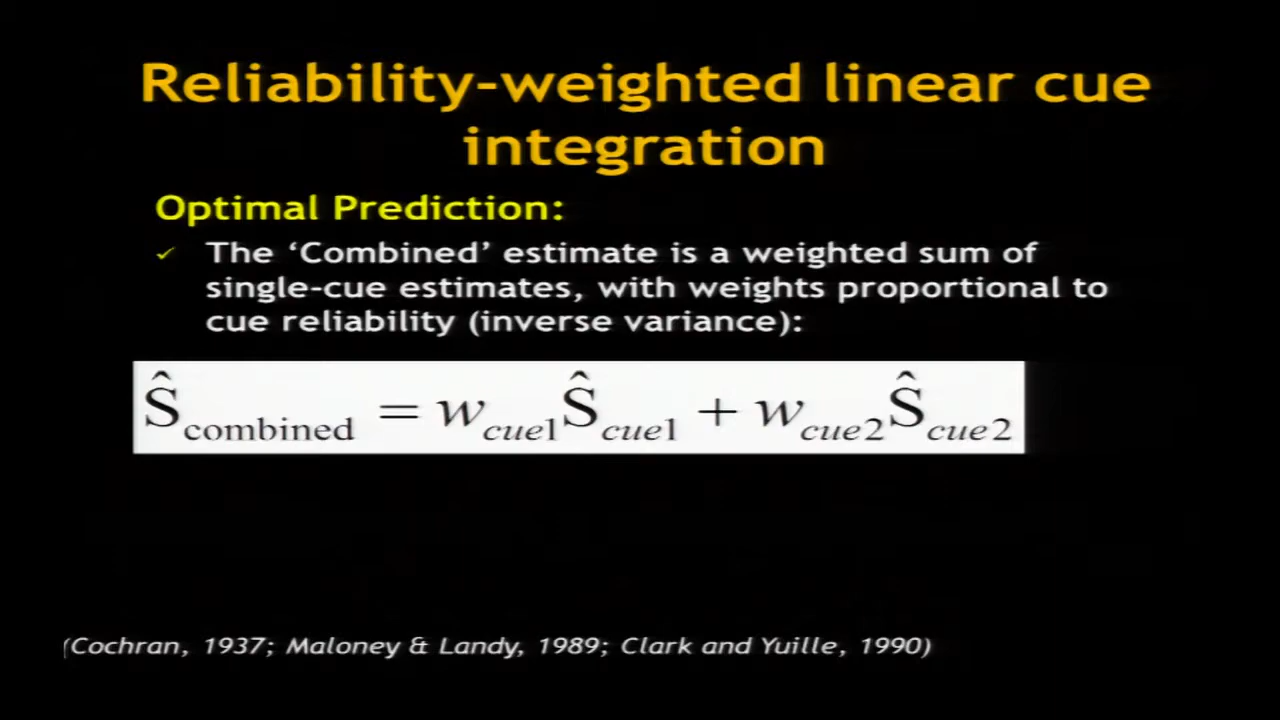 Reliability-weighted linear cue
integration
Optimal Prediction:
✓ The ‘Combined’ estimate is a weighted sum of
single-cue estimates, with weights proportional to
cue reliability (inverse variance):
Ŝcombined = wcue1Ŝcue1 + wcue2Ŝcue2
(Cochran, 1937; Maloney & Landy, 1989; Clark and Yuille, 1990)